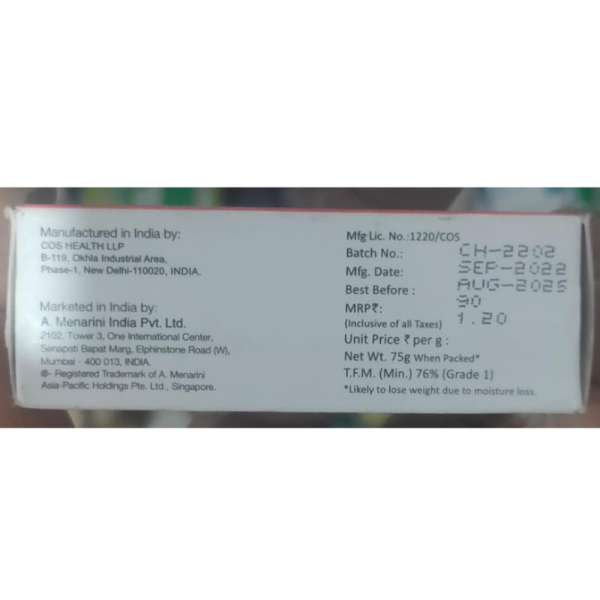 Manufactured in India by:
COS HEALTH LLP
B-119, Okhla Industrial Area,
Phase-1, New Delhi-110020, INDIA.
Marketed in India by:
A. Menarini India Pvt. Ltd.
2102, Tower 3, One International Center,
Senapati Bapat Marg, Elphinstone Road (W),
Mumbai - 400 013, INDIA.
®- Registered Trademark of A. Menarini
Asia-Pacific Holdings Pte. Ltd., Singapore.
Mfg Lic. No.:1220/COS
Batch No.: CH-2202
Mfg. Date: SEP-2022
Best Before : AUG-2025
MRP₹: 90
(Inclusive of all Taxes) 1.20
Unit Price ₹ per g :
Net Wt. 75g When Packed*
T.F.M. (Min.) 76% (Grade 1)
*Likely to lose weight due to moisture loss.